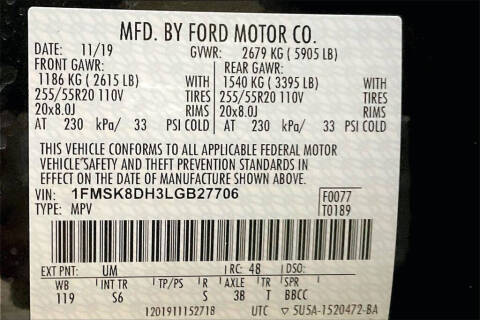 MFD. BY FORD MOTOR CO.
DATE: 11/19 GVWR: 2679 KG ( 5905 LB)
FRONT GAWR: REAR GAWR:
1186 KG ( 2615 LB) WITH 1540 KG ( 3395 LB) WITH
255/55R20 110V TIRES 255/55R20 110V TIRES
20x8.0J RIMS 20x8.0J RIMS
AT 230 kPa/ 33 PSI COLD AT 230 kPa/ 33 PSI COLD
THIS VEHICLE CONFORMS TO ALL APPLICABLE FEDERAL MOTOR
VEHICLE SAFETY AND THEFT PREVENTION STANDARDS IN
EFFECT ON THE DATE OF MANUFACTURE SHOWN ABOVE.
VIN: 1FMSK8DH3LGB27706 F0077
TYPE: MPV T0189
EXT PNT: UM RC: 48 DSO:
WB INT TR TP/PS R AXLE TR SPR
119 S6 S 38 T BBCC
1201911152718 UTC ▽ 5U5A-1520472-BA